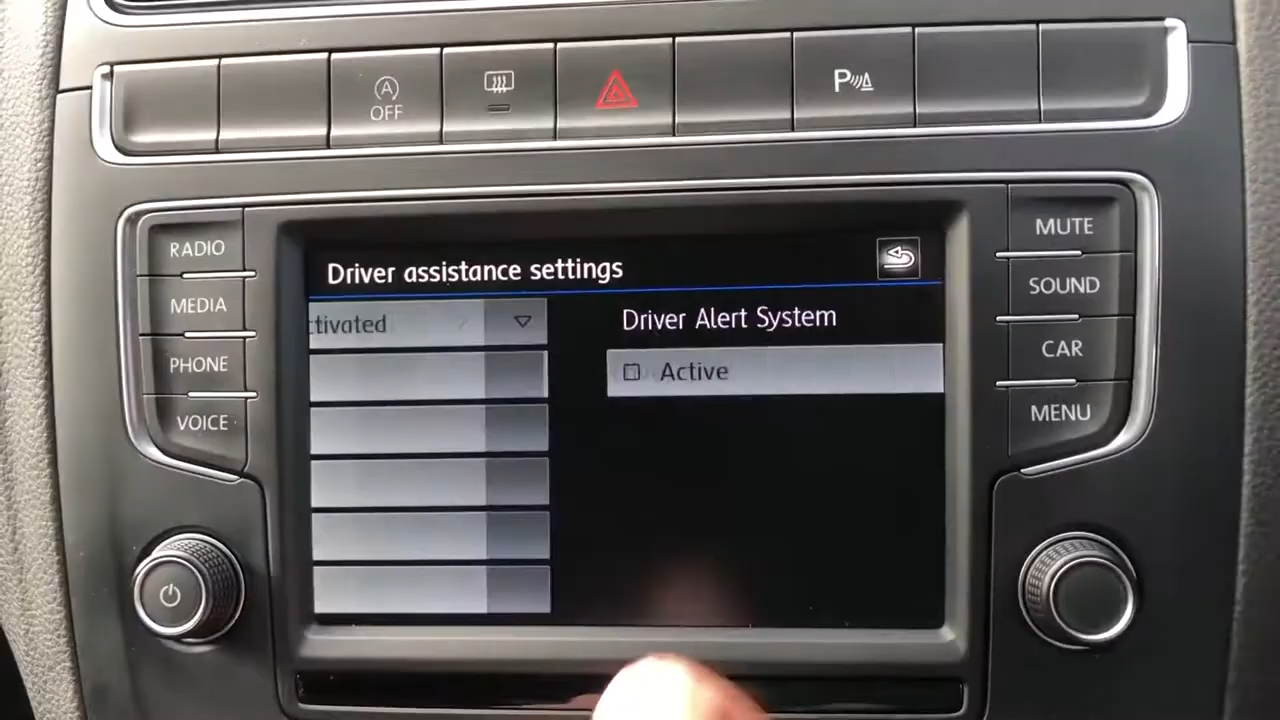 OFF
P
RADIO
MEDIA
PHONE
VOICE
Driver assistance settings
ctivated
Driver Alert System
Active
MUTE
SOUND
CAR
MENU